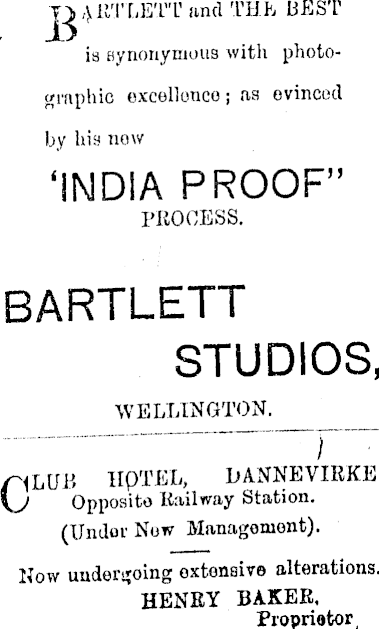 BARTLETT and THE BEST
is synonymous with photo-
graphic excellence; as evinced
by his new
'INDIA PROOF"
PROCESS.
BARTLETT
STUDIOS,
WELLINGTON.
CLUB HOTEL, DANNEVIRKE
Opposite Railway Station.
(Under New Management).
Now undergoing extensive alterations.
HENRY BAKER,
Proprietor.